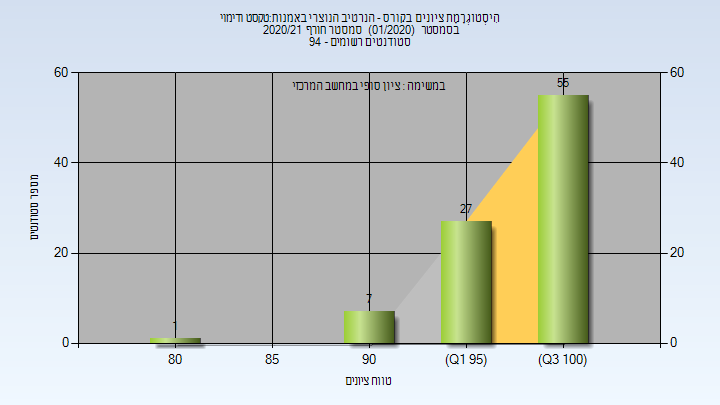 היסטוגרמת ציונים בקורס - הנרטיב הנוצרי באמנות:טקסט ודימוי
בסמסטר (01/2020) סמסטר חורף 2020/21
סטודנטים רשומים - 94
במשימה : ציון סופי במחשב המרכזי
60 60
55
40 40
27
מספר סטודנטים
20 20
7
1
0 0
80 85 90 (Q1 95) (Q3 100)
טווח ציונים